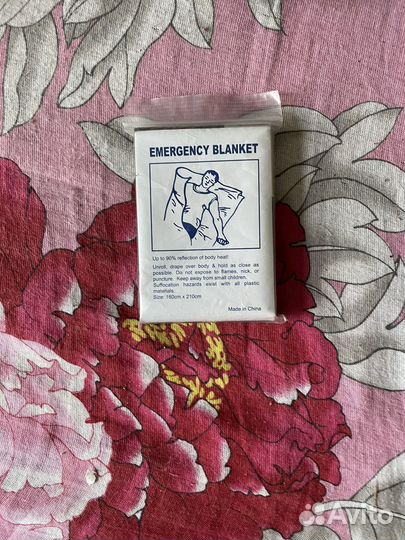 EMERGENCY BLANKET
Up to 90% reflection of body heat!
Unroll, drape over body & hold as close as
possible. Do not expose to flames, nick, or
puncture. Keep away from small children.
Suffocation hazards exist with all plastic
materials.
Size: 160cm x 210cm
Made in China
Avito